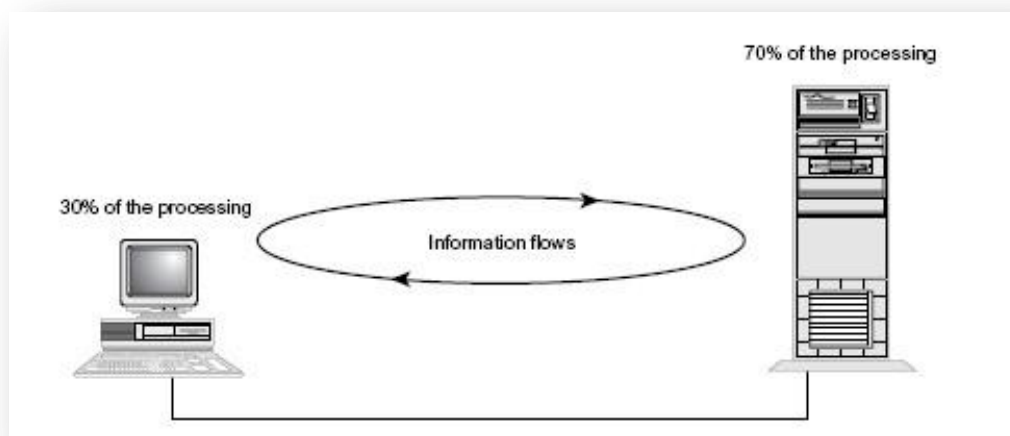 70% of the processing
30% of the processing
Information flows